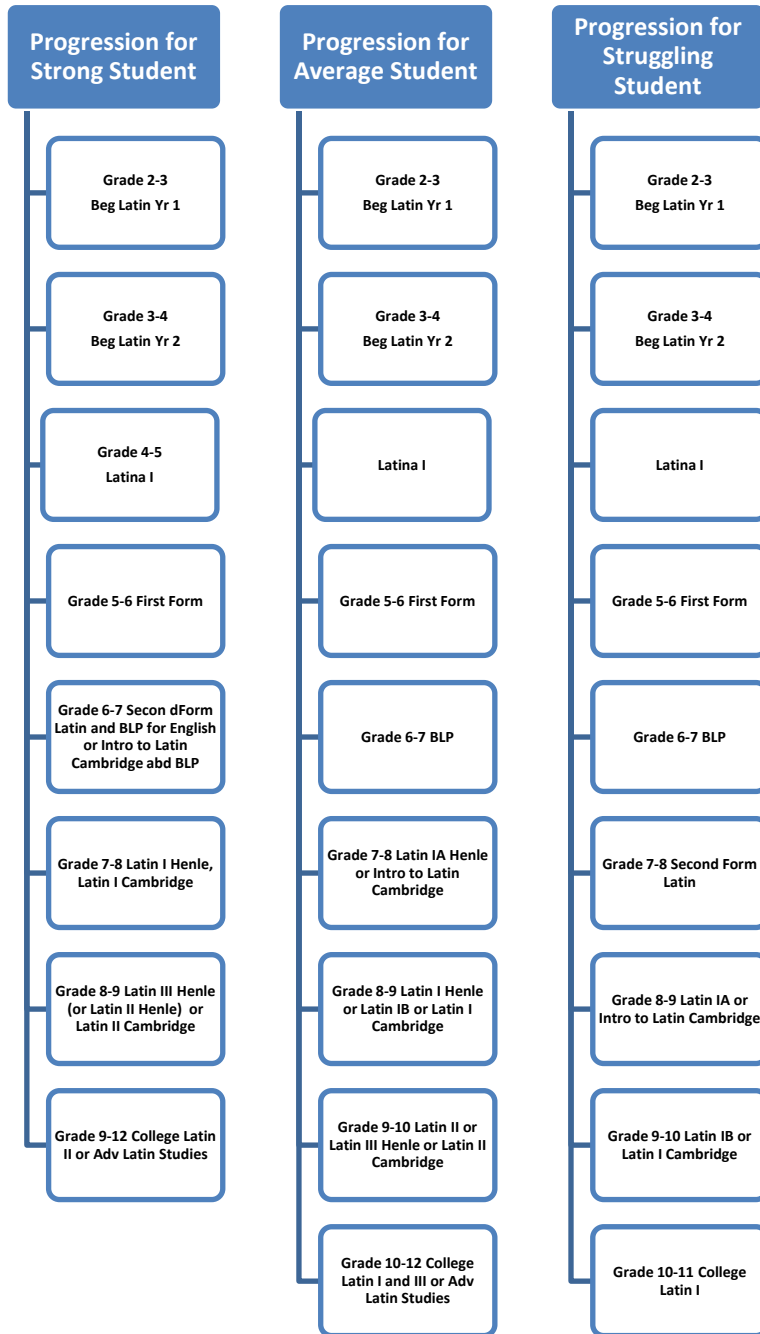 Progression for
Strong Student
Grade 2-3
Beg Latin Yr 1
Grade 3-4
Beg Latin Yr 2
Grade 4-5
Latina I
Grade 5-6 First Form
Grade 6-7 Secon dForm
Latin and BLP for English
or Intro to Latin
Cambridge abd BLP
Grade 7-8 Latin I Henle,
Latin I Cambridge
Grade 8-9 Latin III Henle
(or Latin II Henle) or
Latin II Cambridge
Grade 9-12 College Latin
II or Adv Latin Studies
Progression for
Average Student
Grade 2-3
Beg Latin Yr 1
Grade 3-4
Beg Latin Yr 2
Latina I
Grade 5-6 First Form
Grade 6-7 BLP
Grade 7-8 Latin IA Henle
or Intro to Latin
Cambridge
Grade 8-9 Latin I Henle
or Latin IB or Latin I
Cambridge
Grade 9-10 Latin II or
Latin III Henle or Latin II
Cambridge
Grade 10-12 College
Latin I and III or Adv
Latin Studies
Progression for
Struggling
Student
Grade 2-3
Beg Latin Yr 1
Grade 3-4
Beg Latin Yr 2
Latina I
Grade 5-6 First Form
Grade 6-7 BLP
Grade 7-8 Second Form
Latin
Grade 8-9 Latin IA or
Intro to Latin Cambridge
Grade 9-10 Latin IB or
Latin I Cambridge
Grade 10-11 College
Latin I